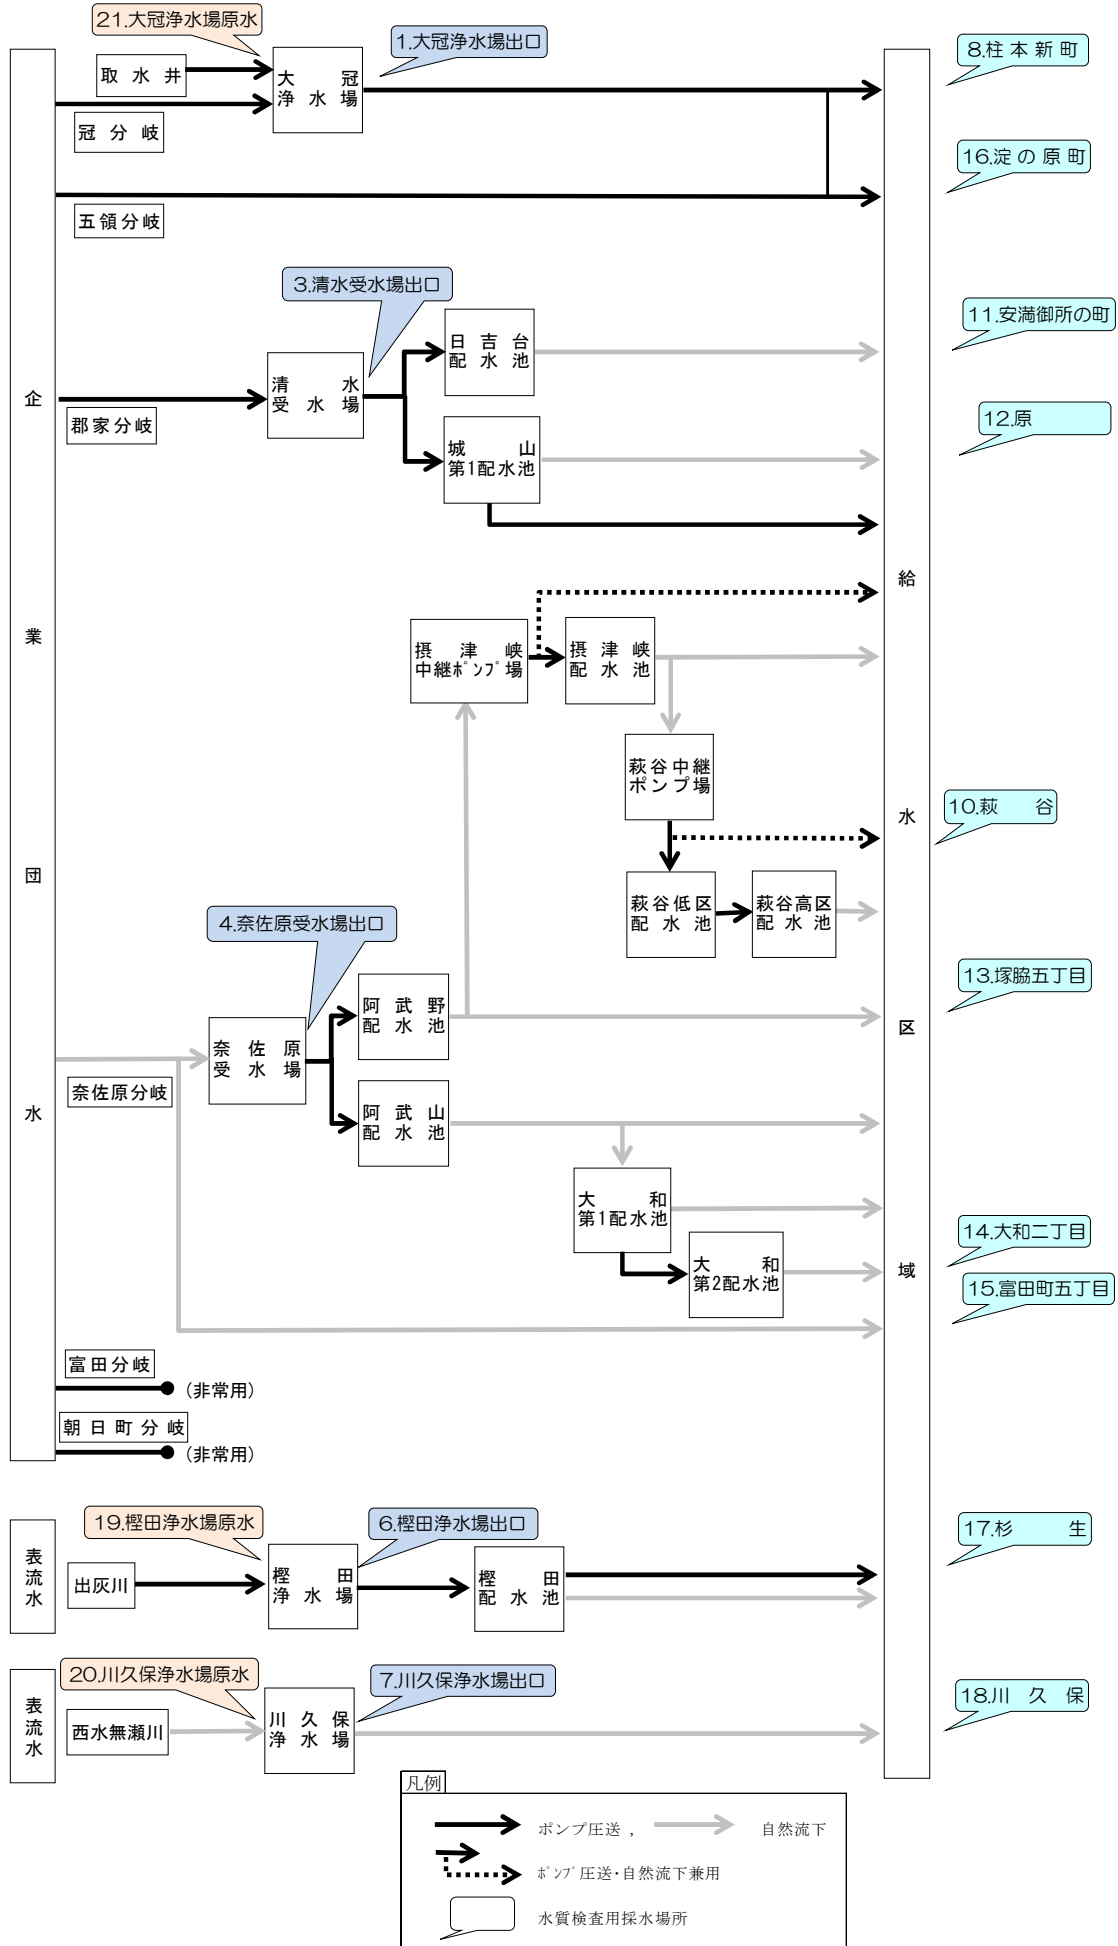 21.大冠浄水場原水
1.大冠浄水場出口
8.柱本新町
取水井
大冠
浄水場
冠分岐
16.淀の原町
五領分岐
3.清水受水場出口
11.安満御所の町
日吉台
配水池
清水
受水場
郡家分岐
12.原
城山
第1配水池
企業団水
給水区域
摂津峡
中継ポンプ場
摂津峡
配水池
萩谷中継
ポンプ場
10.萩谷
萩谷低区
配水池
萩谷高区
配水池
4.奈佐原受水場出口
13.塚脇五丁目
阿武野
配水池
奈佐原
受水場
奈佐原分岐
阿武山
配水池
大和
第1配水池
14.大和二丁目
大和
第2配水池
15.富田町五丁目
富田分岐
(非常用)
朝日町分岐
(非常用)
19.樫田浄水場原水
6.樫田浄水場出口
17.杉生
表流水
出灰川
樫田
浄水場
樫田
配水池
20.川久保浄水場原水
7.川久保浄水場出口
18.川久保
表流水
西水無瀬川
川久保
浄水場
凡例
ポンプ圧送 , 自然流下
ポンプ圧送・自然流下兼用
水質検査用採水場所